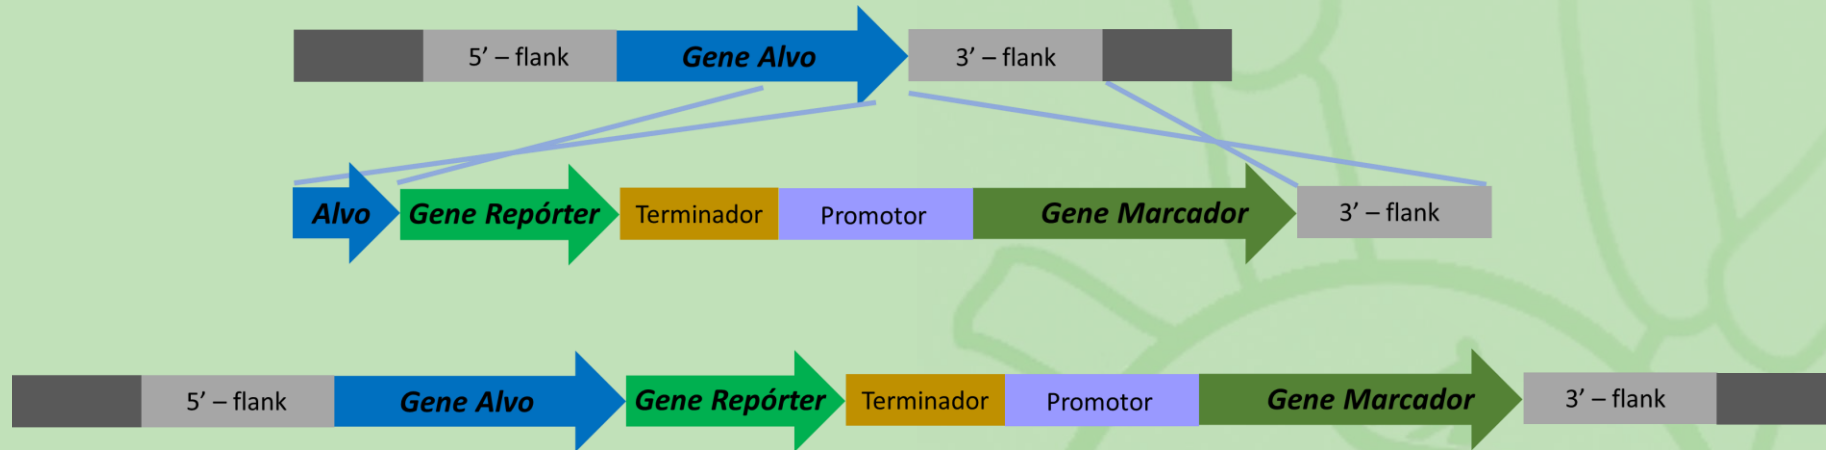 5’ – flank Gene Alvo 3’ – flank
Alvo Gene Repórter Terminador Promotor Gene Marcador 3’ – flank
5’ – flank Gene Alvo Gene Repórter Terminador Promotor Gene Marcador 3’ – flank